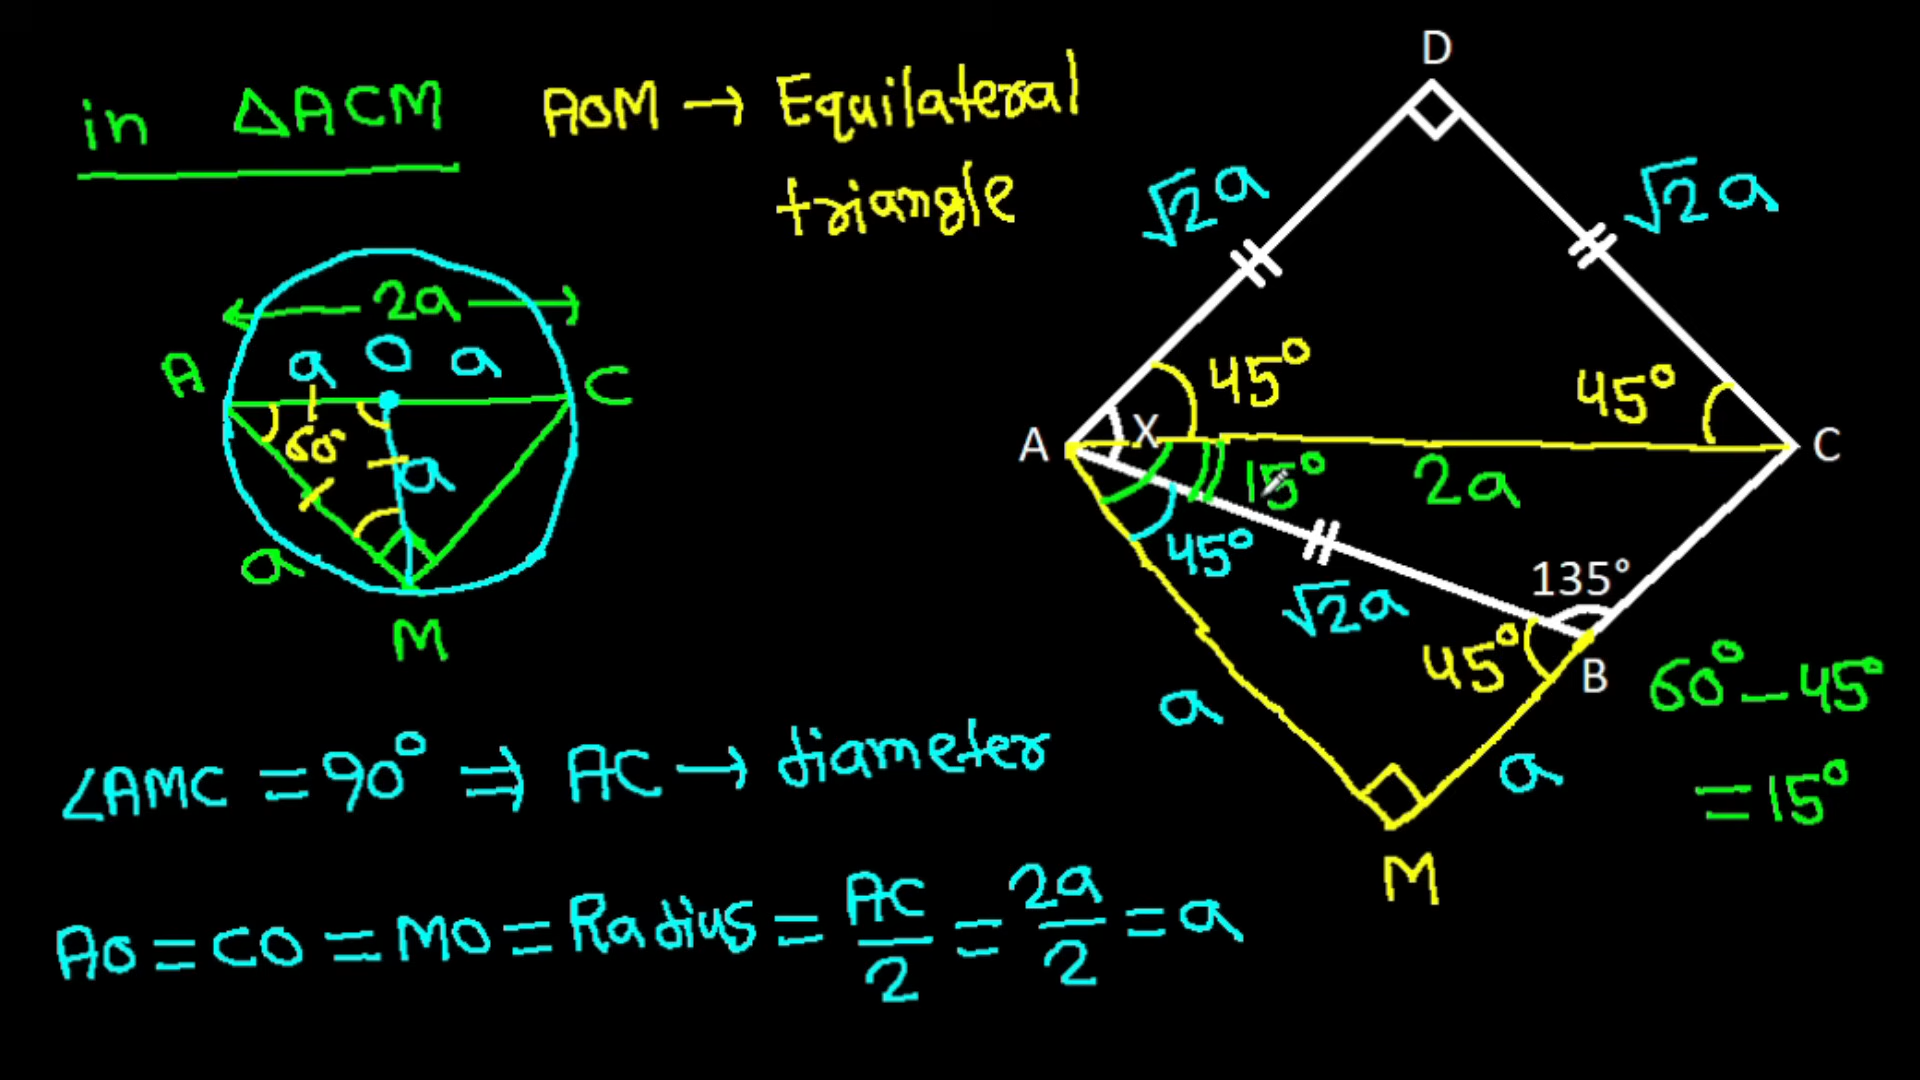 in △ACM
AOM → Equilateral
triangle
2a
a O a
A C
60°
a
a
M
∠AMC = 90° ⇒ AC → diameter
AO = CO = MO = Radius = AC/2 = 2a/2 = a
D
√2a √2a
45° 45°
A X C
15° 2a
45°
√2a
135°
45°
B
60° - 45°
= 15°
a
a
M